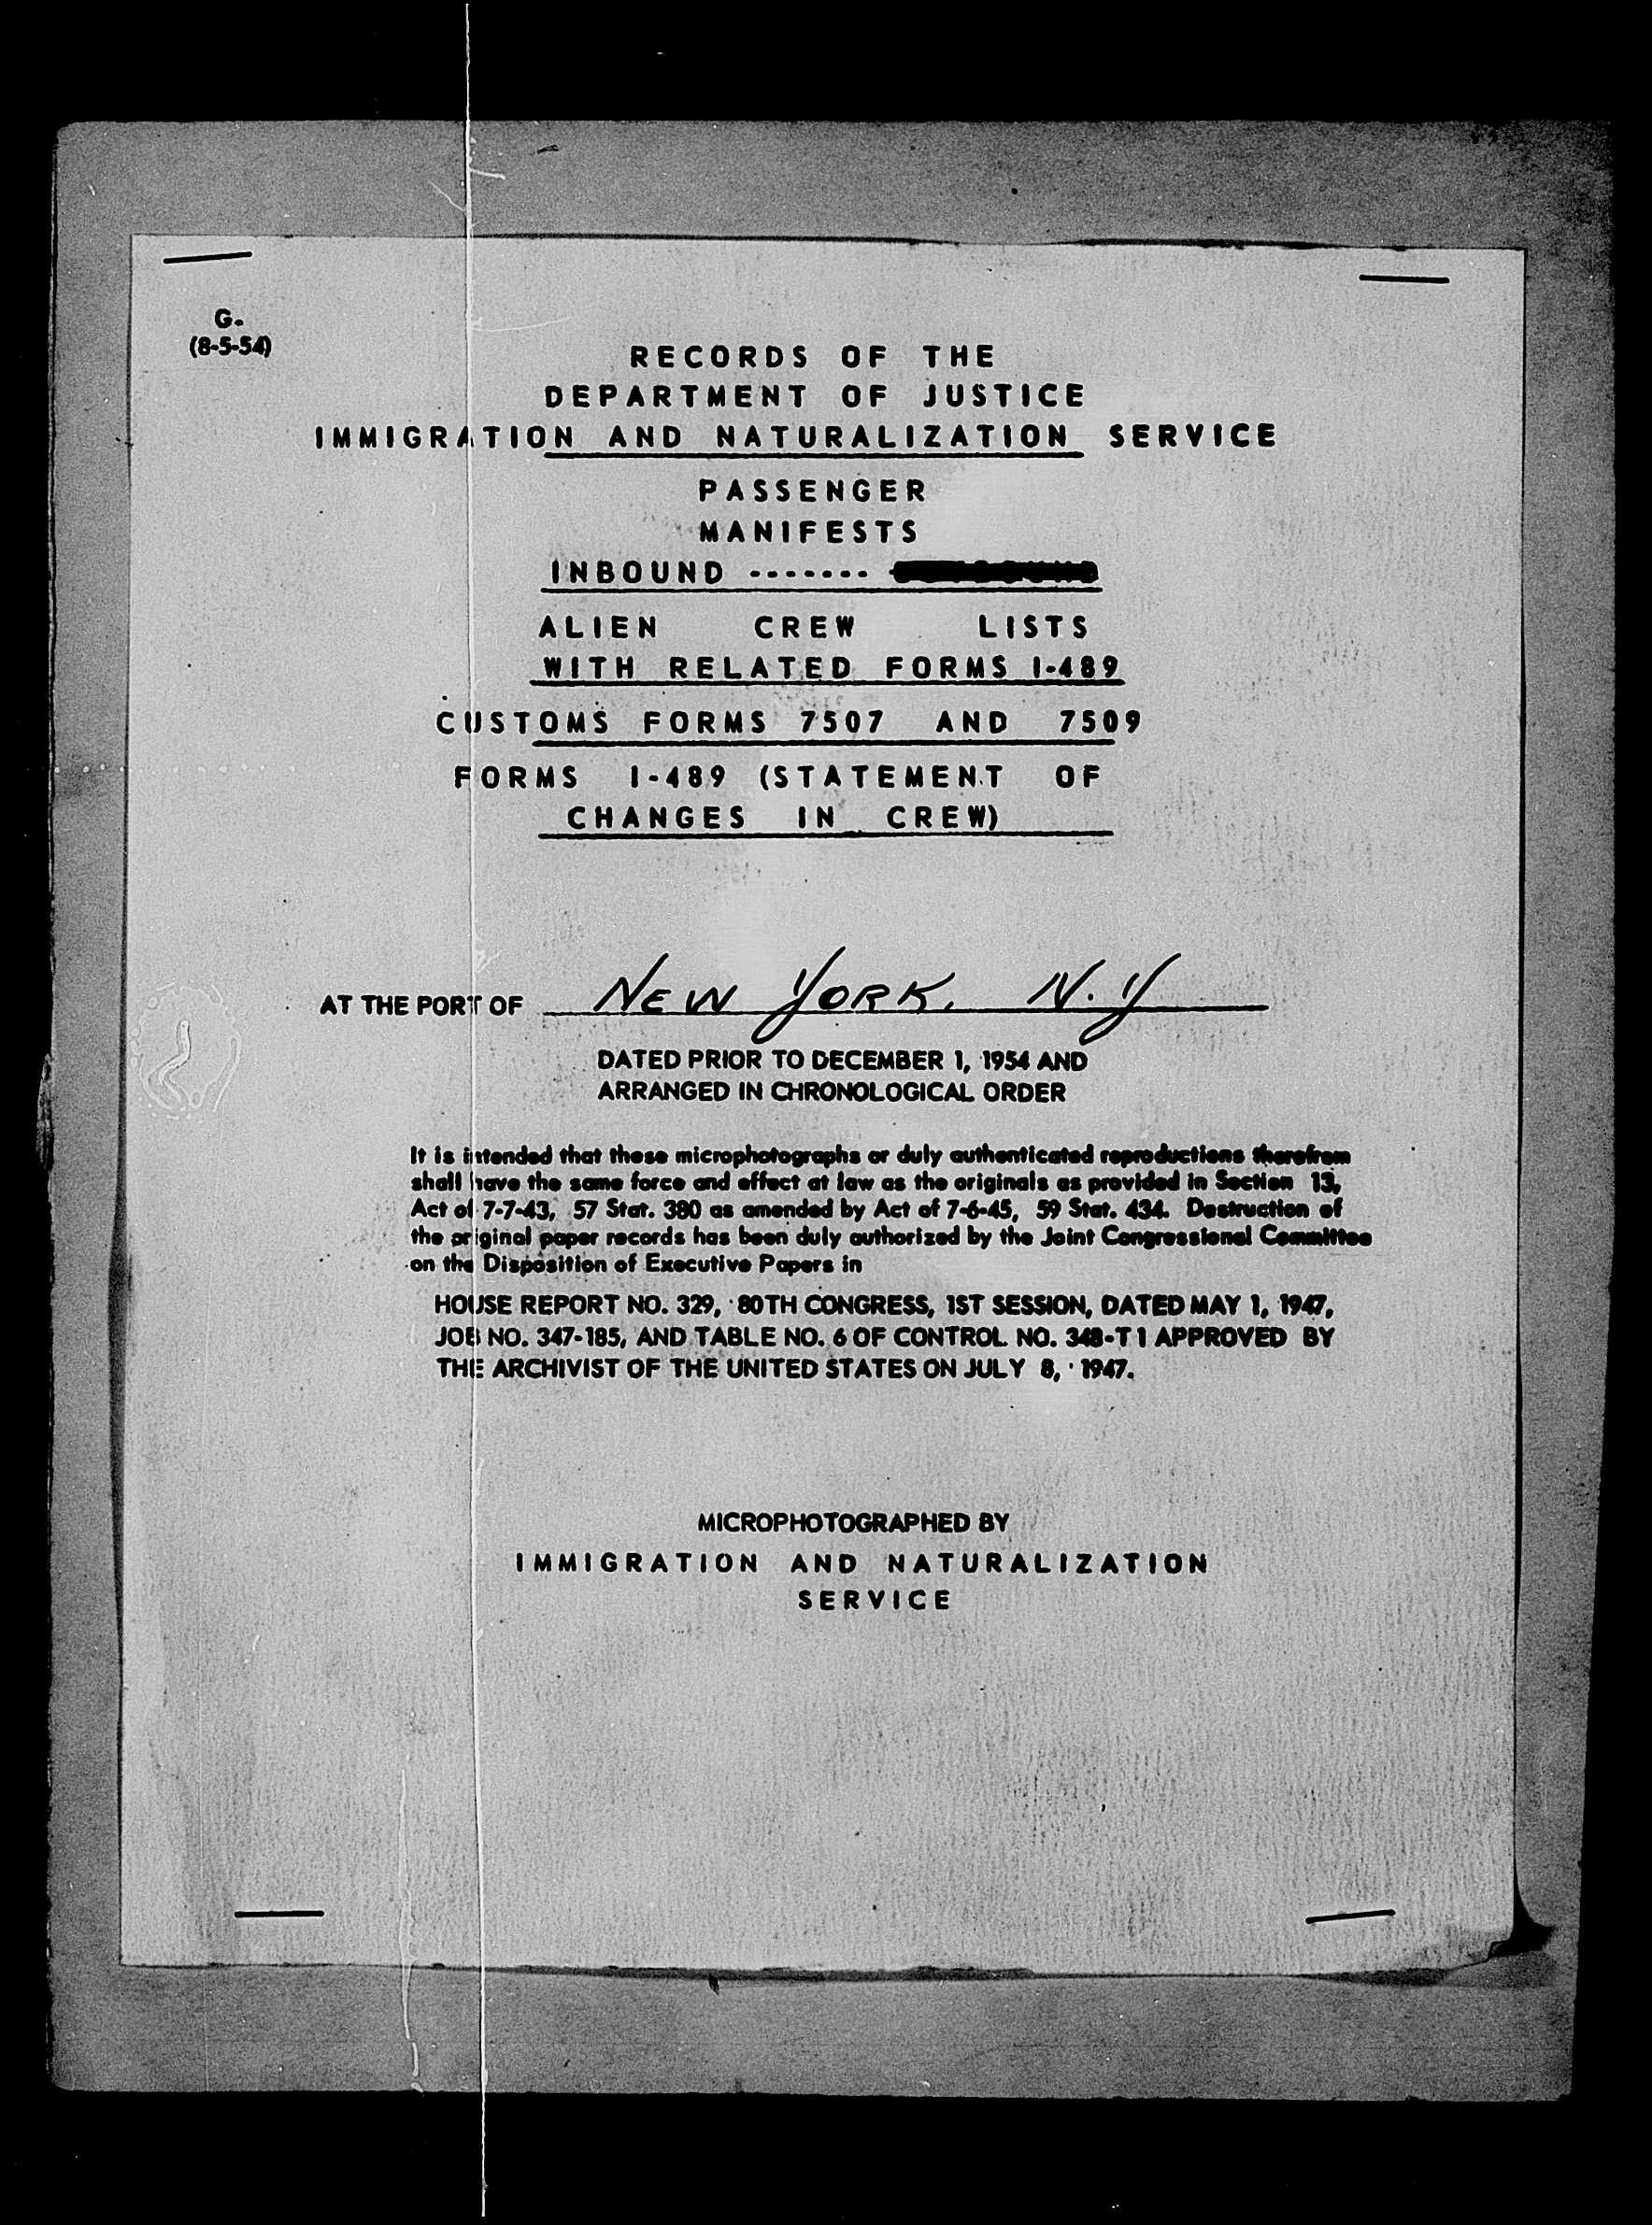 G.
(8-5-54)
RECORDS OF THE
DEPARTMENT OF JUSTICE
IMMIGRATION AND NATURALIZATION SERVICE
PASSENGER
MANIFESTS
INBOUND -------
ALIEN CREW LISTS
WITH RELATED FORMS I-489
CUSTOMS FORMS 7507 AND 7509
FORMS I-489 (STATEMENT OF
CHANGES IN CREW)
AT THE PORT OF NEW YORK, N.Y
DATED PRIOR TO DECEMBER 1, 1954 AND
ARRANGED IN CHRONOLOGICAL ORDER
It is intended that these microphotographs or duly authenticated reproductions therefrom
shall have the same force and effect at law as the originals as provided in Section 13,
Act of 7-7-43, 57 Stat. 380 as amended by Act of 7-6-45, 59 Stat. 434. Destruction of
the original paper records has been duly authorized by the Joint Congressional Committee
on the Disposition of Executive Papers in
HOUSE REPORT NO. 329, 80TH CONGRESS, 1ST SESSION, DATED MAY 1, 1947,
JOB NO. 347-185, AND TABLE NO. 6 OF CONTROL NO. 348-T1 APPROVED BY
THE ARCHIVIST OF THE UNITED STATES ON JULY 8, 1947.
MICROPHOTOGRAPHED BY
IMMIGRATION AND NATURALIZATION
SERVICE